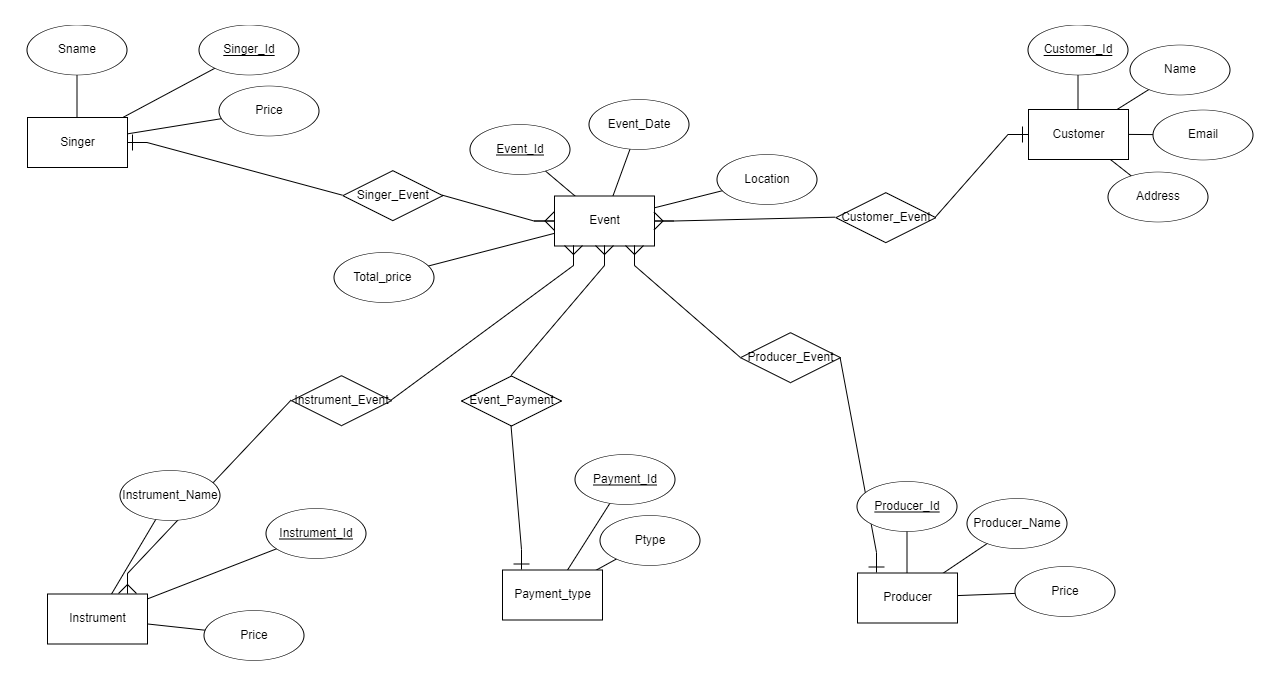 Sname
Singer_Id
Price
Singer
Customer_Id
Name
Customer
Email
Address
Event_Date
Event_Id
Location
Singer_Event
Event
Customer_Event
Total_price
Producer_Event
Instrument_Event
Event_Payment
Instrument_Name
Instrument_Id
Payment_Id
Ptype
Producer_Id
Producer_Name
Payment_type
Producer
Price
Instrument
Price